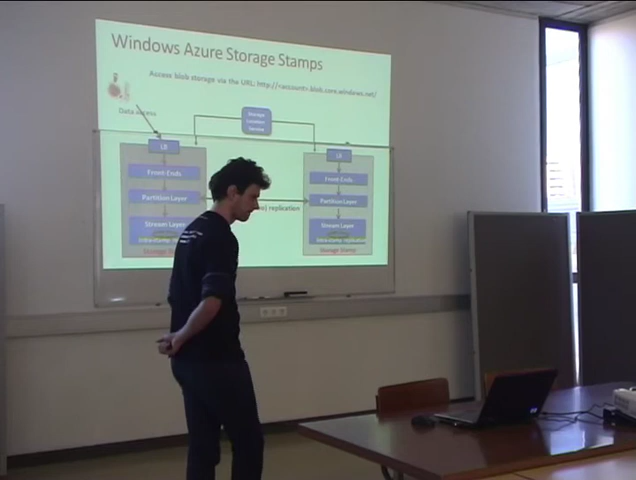 Windows Azure Storage Stamps
Access blob storage via the URL: http://<account>.blob.core.windows.net/
Data access
Storage
Location
Service
LB
LB
Front-Ends
Front-Ends
Partition Layer
Partition Layer
replication
Stream Layer
Stream Layer
Intra-stamp replication
Intra-stamp
Storage Stamp